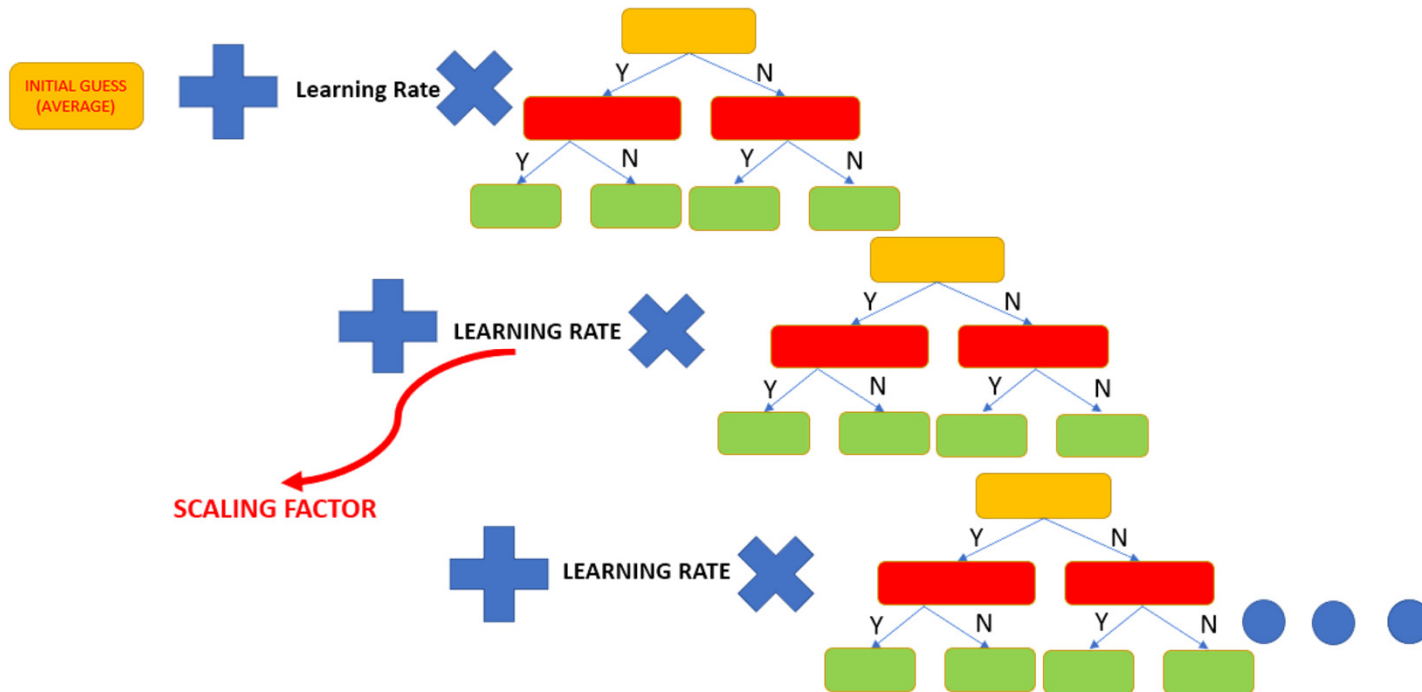 INITIAL GUESS
(AVERAGE)
Learning Rate
Y N
Y N Y N
LEARNING RATE
Y N
Y N Y N
SCALING FACTOR
LEARNING RATE
Y N
Y N Y N